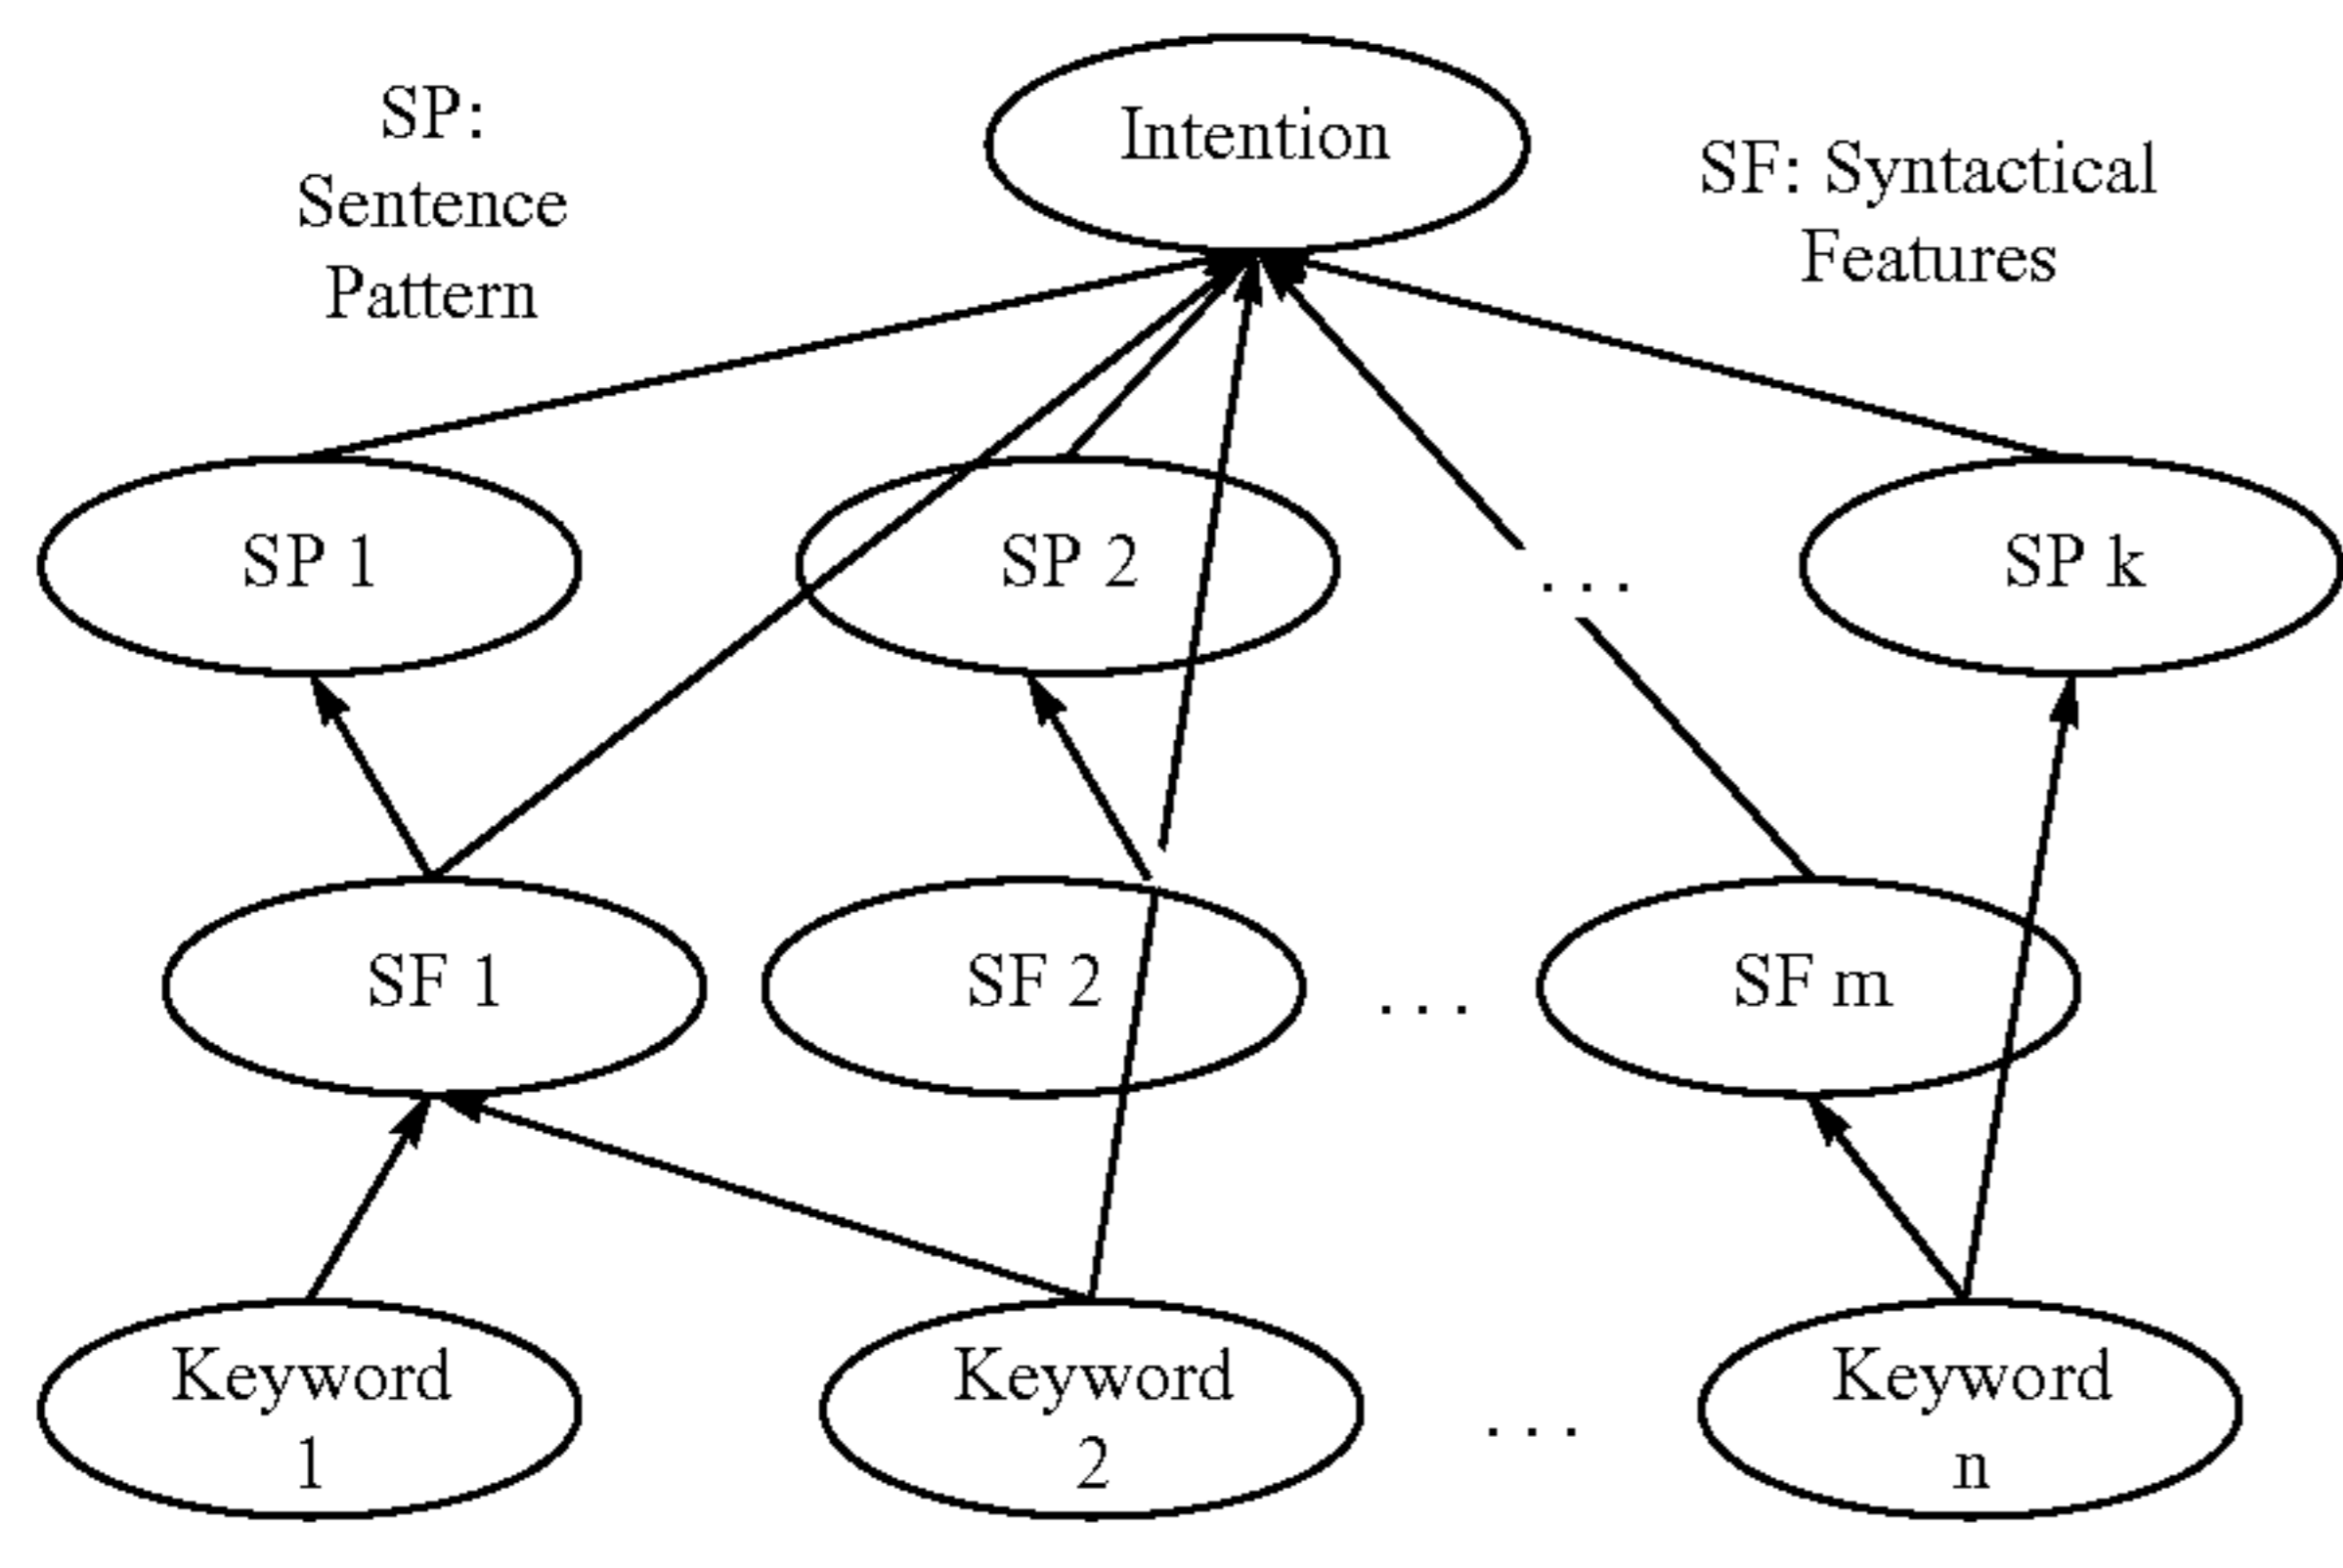 SP:
Sentence
Pattern
Intention
SF: Syntactical
Features
SP 1
SP 2
...
SP k
SF 1
SF 2
...
SF m
Keyword
1
Keyword
2
...
Keyword
n